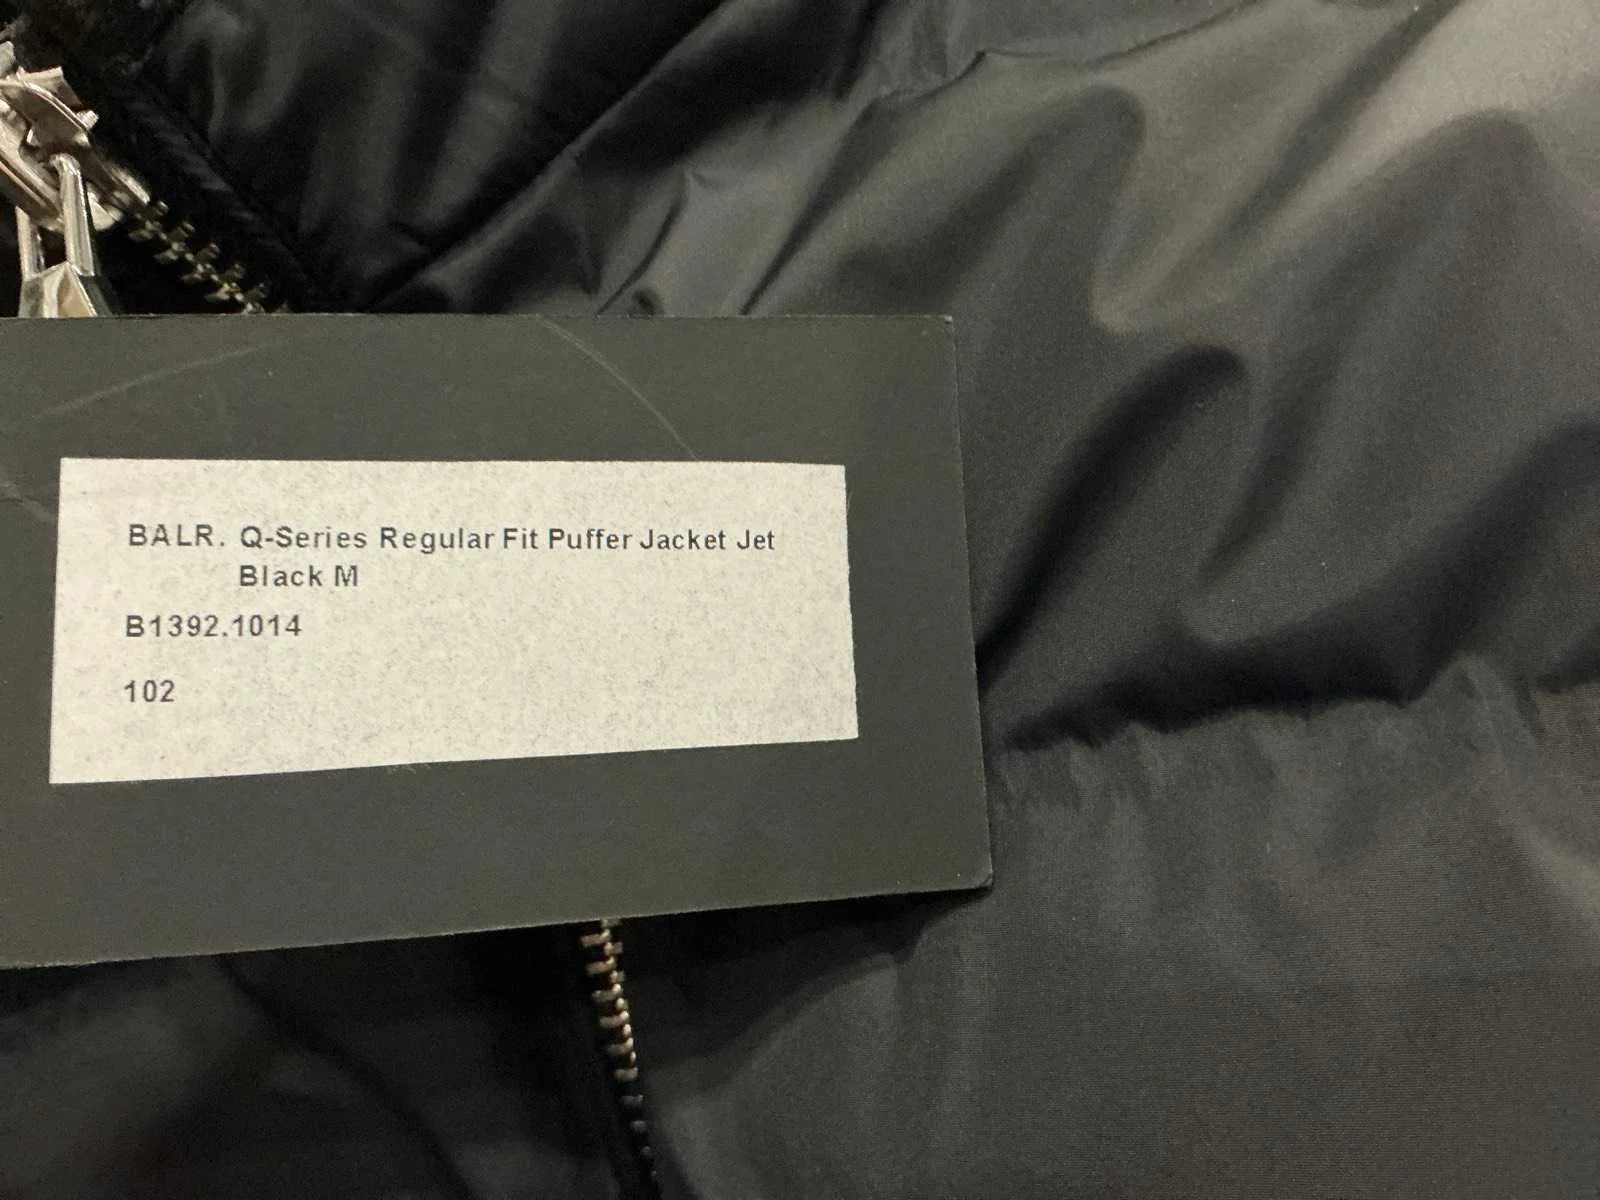 BALR. Q-Series Regular Fit Puffer Jacket Jet
Black M
B1392.1014
102